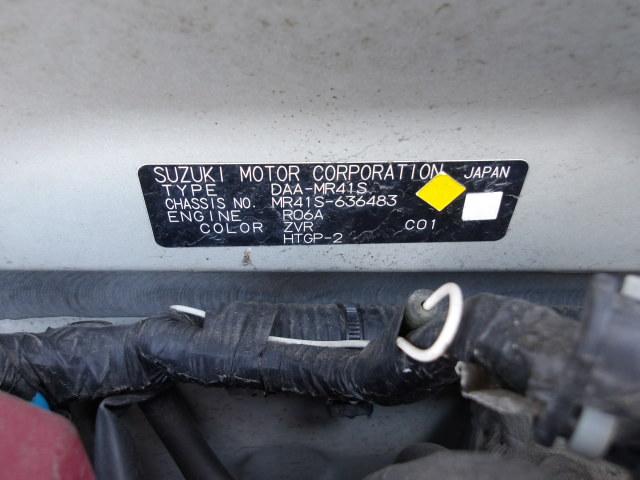 SUZUKI MOTOR CORPORATION JAPAN
TYPE DAA-MR41S
CHASSIS NO. MR41S-636483
ENGINE R06A
COLOR ZVR C01
HTGP-2